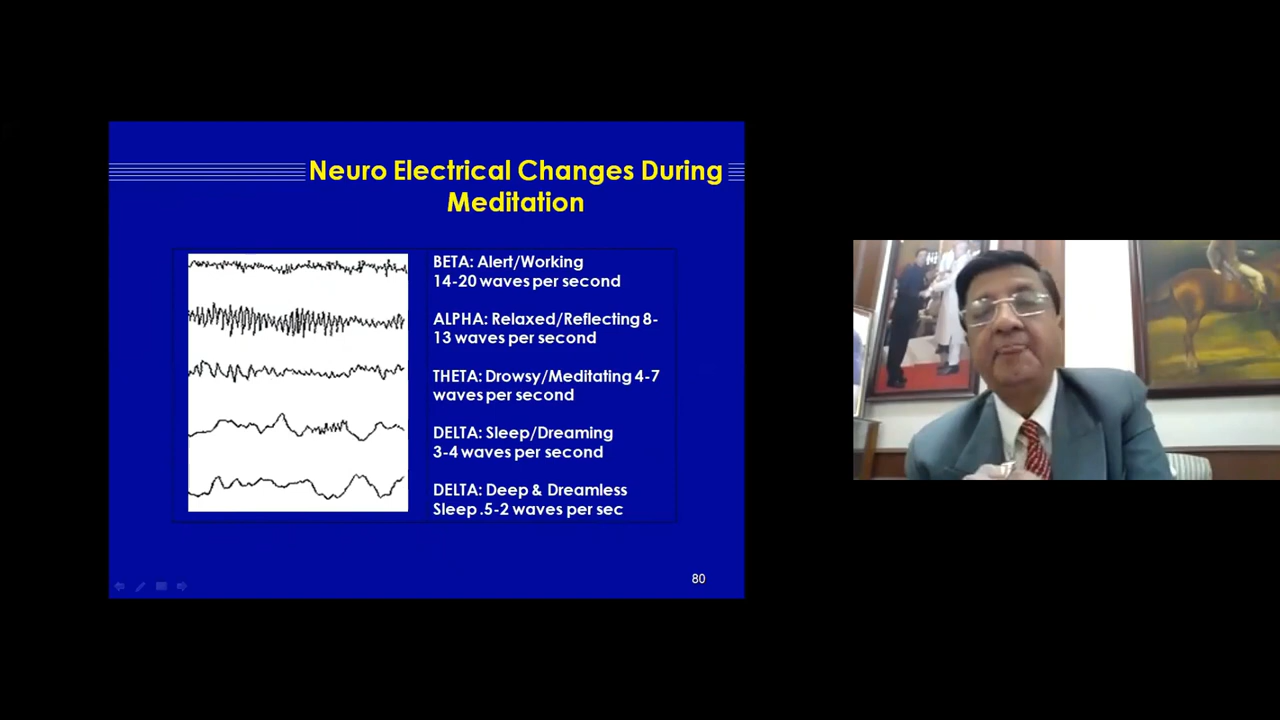 Neuro Electrical Changes During
Meditation
BETA: Alert/Working
14-20 waves per second
ALPHA: Relaxed/Reflecting 8-
13 waves per second
THETA: Drowsy/Meditating 4-7
waves per second
DELTA: Sleep/Dreaming
3-4 waves per second
DELTA: Deep & Dreamless
Sleep .5-2 waves per sec
80